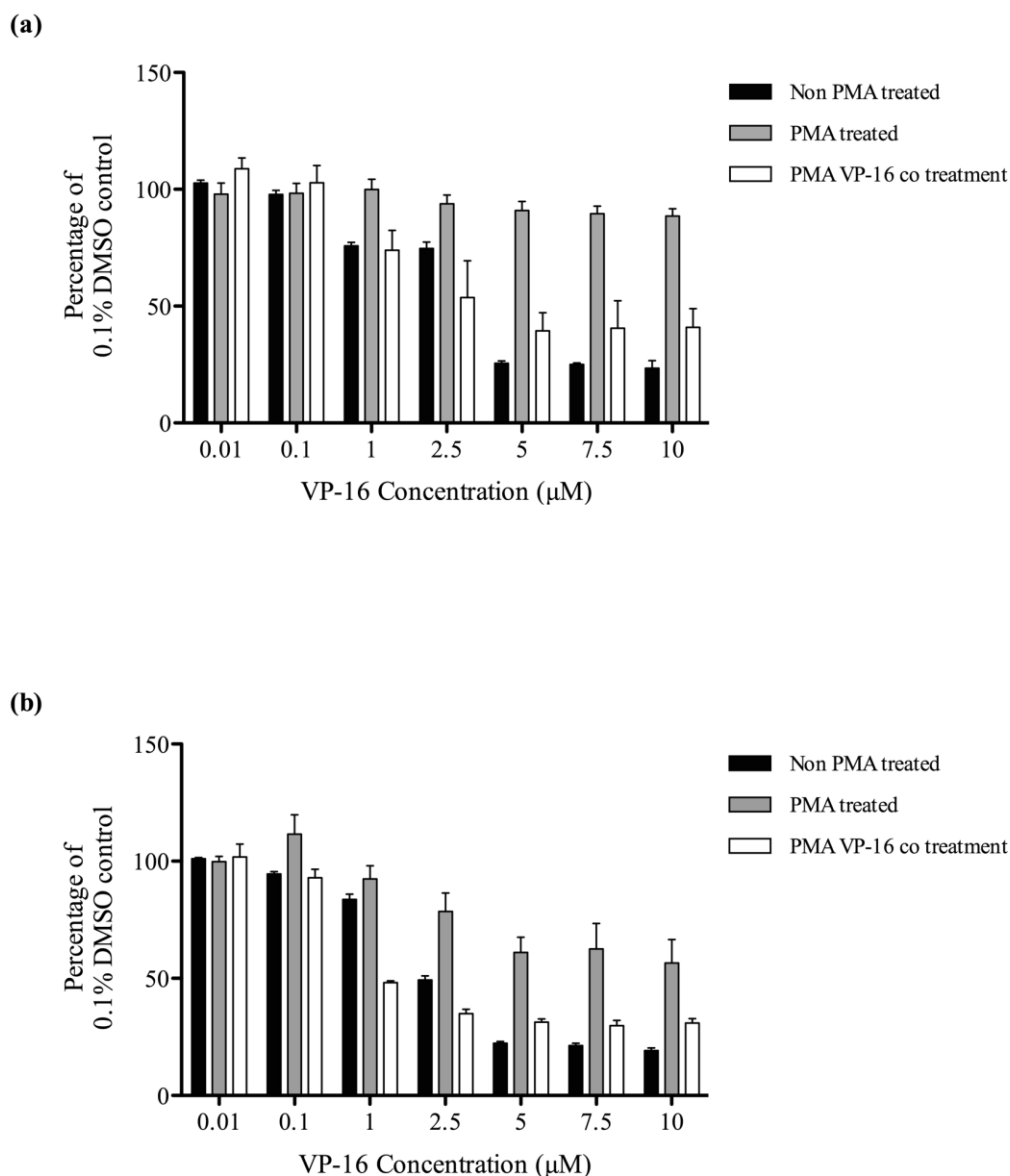 (a)
150
100
50
0
Percentage of
0.1% DMSO control
0.01 0.1 1 2.5 5 7.5 10
VP-16 Concentration (μM)
Non PMA treated
PMA treated
PMA VP-16 co treatment
(b)
150
100
50
0
Percentage of
0.1% DMSO control
0.01 0.1 1 2.5 5 7.5 10
VP-16 Concentration (μM)
Non PMA treated
PMA treated
PMA VP-16 co treatment